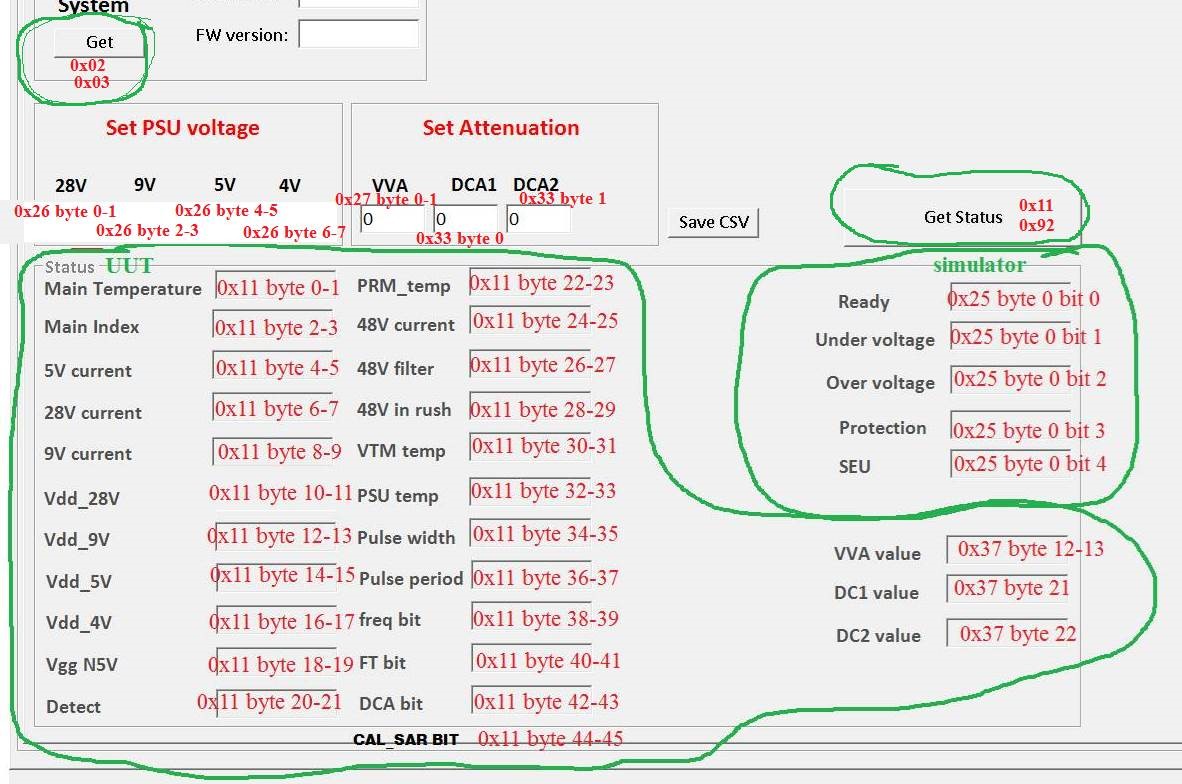 System
Get
FW version:
0x02
0x03
Set PSU voltage
Set Attenuation
28V 9V 5V 4V
VVA DCA1 DCA2
0x26 byte 0-1
0x26 byte 2-3
0x26 byte 4-5
0x26 byte 6-7
0x27 byte 0-1
0x33 byte 1
0 0 0
0x33 byte 0
Save CSV
Get Status
0x11
0x92
Status UUT
simulator
Main Temperature 0x11 byte 0-1 PRM_temp 0x11 byte 22-23
Main Index 0x11 byte 2-3 48V current 0x11 byte 24-25
5V current 0x11 byte 4-5 48V filter 0x11 byte 26-27
28V current 0x11 byte 6-7 48V in rush 0x11 byte 28-29
9V current 0x11 byte 8-9 VTM temp 0x11 byte 30-31
Vdd_28V 0x11 byte 10-11 PSU temp 0x11 byte 32-33
Vdd_9V 0x11 byte 12-13 Pulse width 0x11 byte 34-35
Vdd_5V 0x11 byte 14-15 Pulse period 0x11 byte 36-37
Vdd_4V 0x11 byte 16-17 freq bit 0x11 byte 38-39
Vgg N5V 0x11 byte 18-19 FT bit 0x11 byte 40-41
Detect 0x11 byte 20-21 DCA bit 0x11 byte 42-43
CAL_SAR BIT 0x11 byte 44-45
Ready 0x25 byte 0 bit 0
Under voltage 0x25 byte 0 bit 1
Over voltage 0x25 byte 0 bit 2
Protection 0x25 byte 0 bit 3
SEU 0x25 byte 0 bit 4
VVA value 0x37 byte 12-13
DC1 value 0x37 byte 21
DC2 value 0x37 byte 22